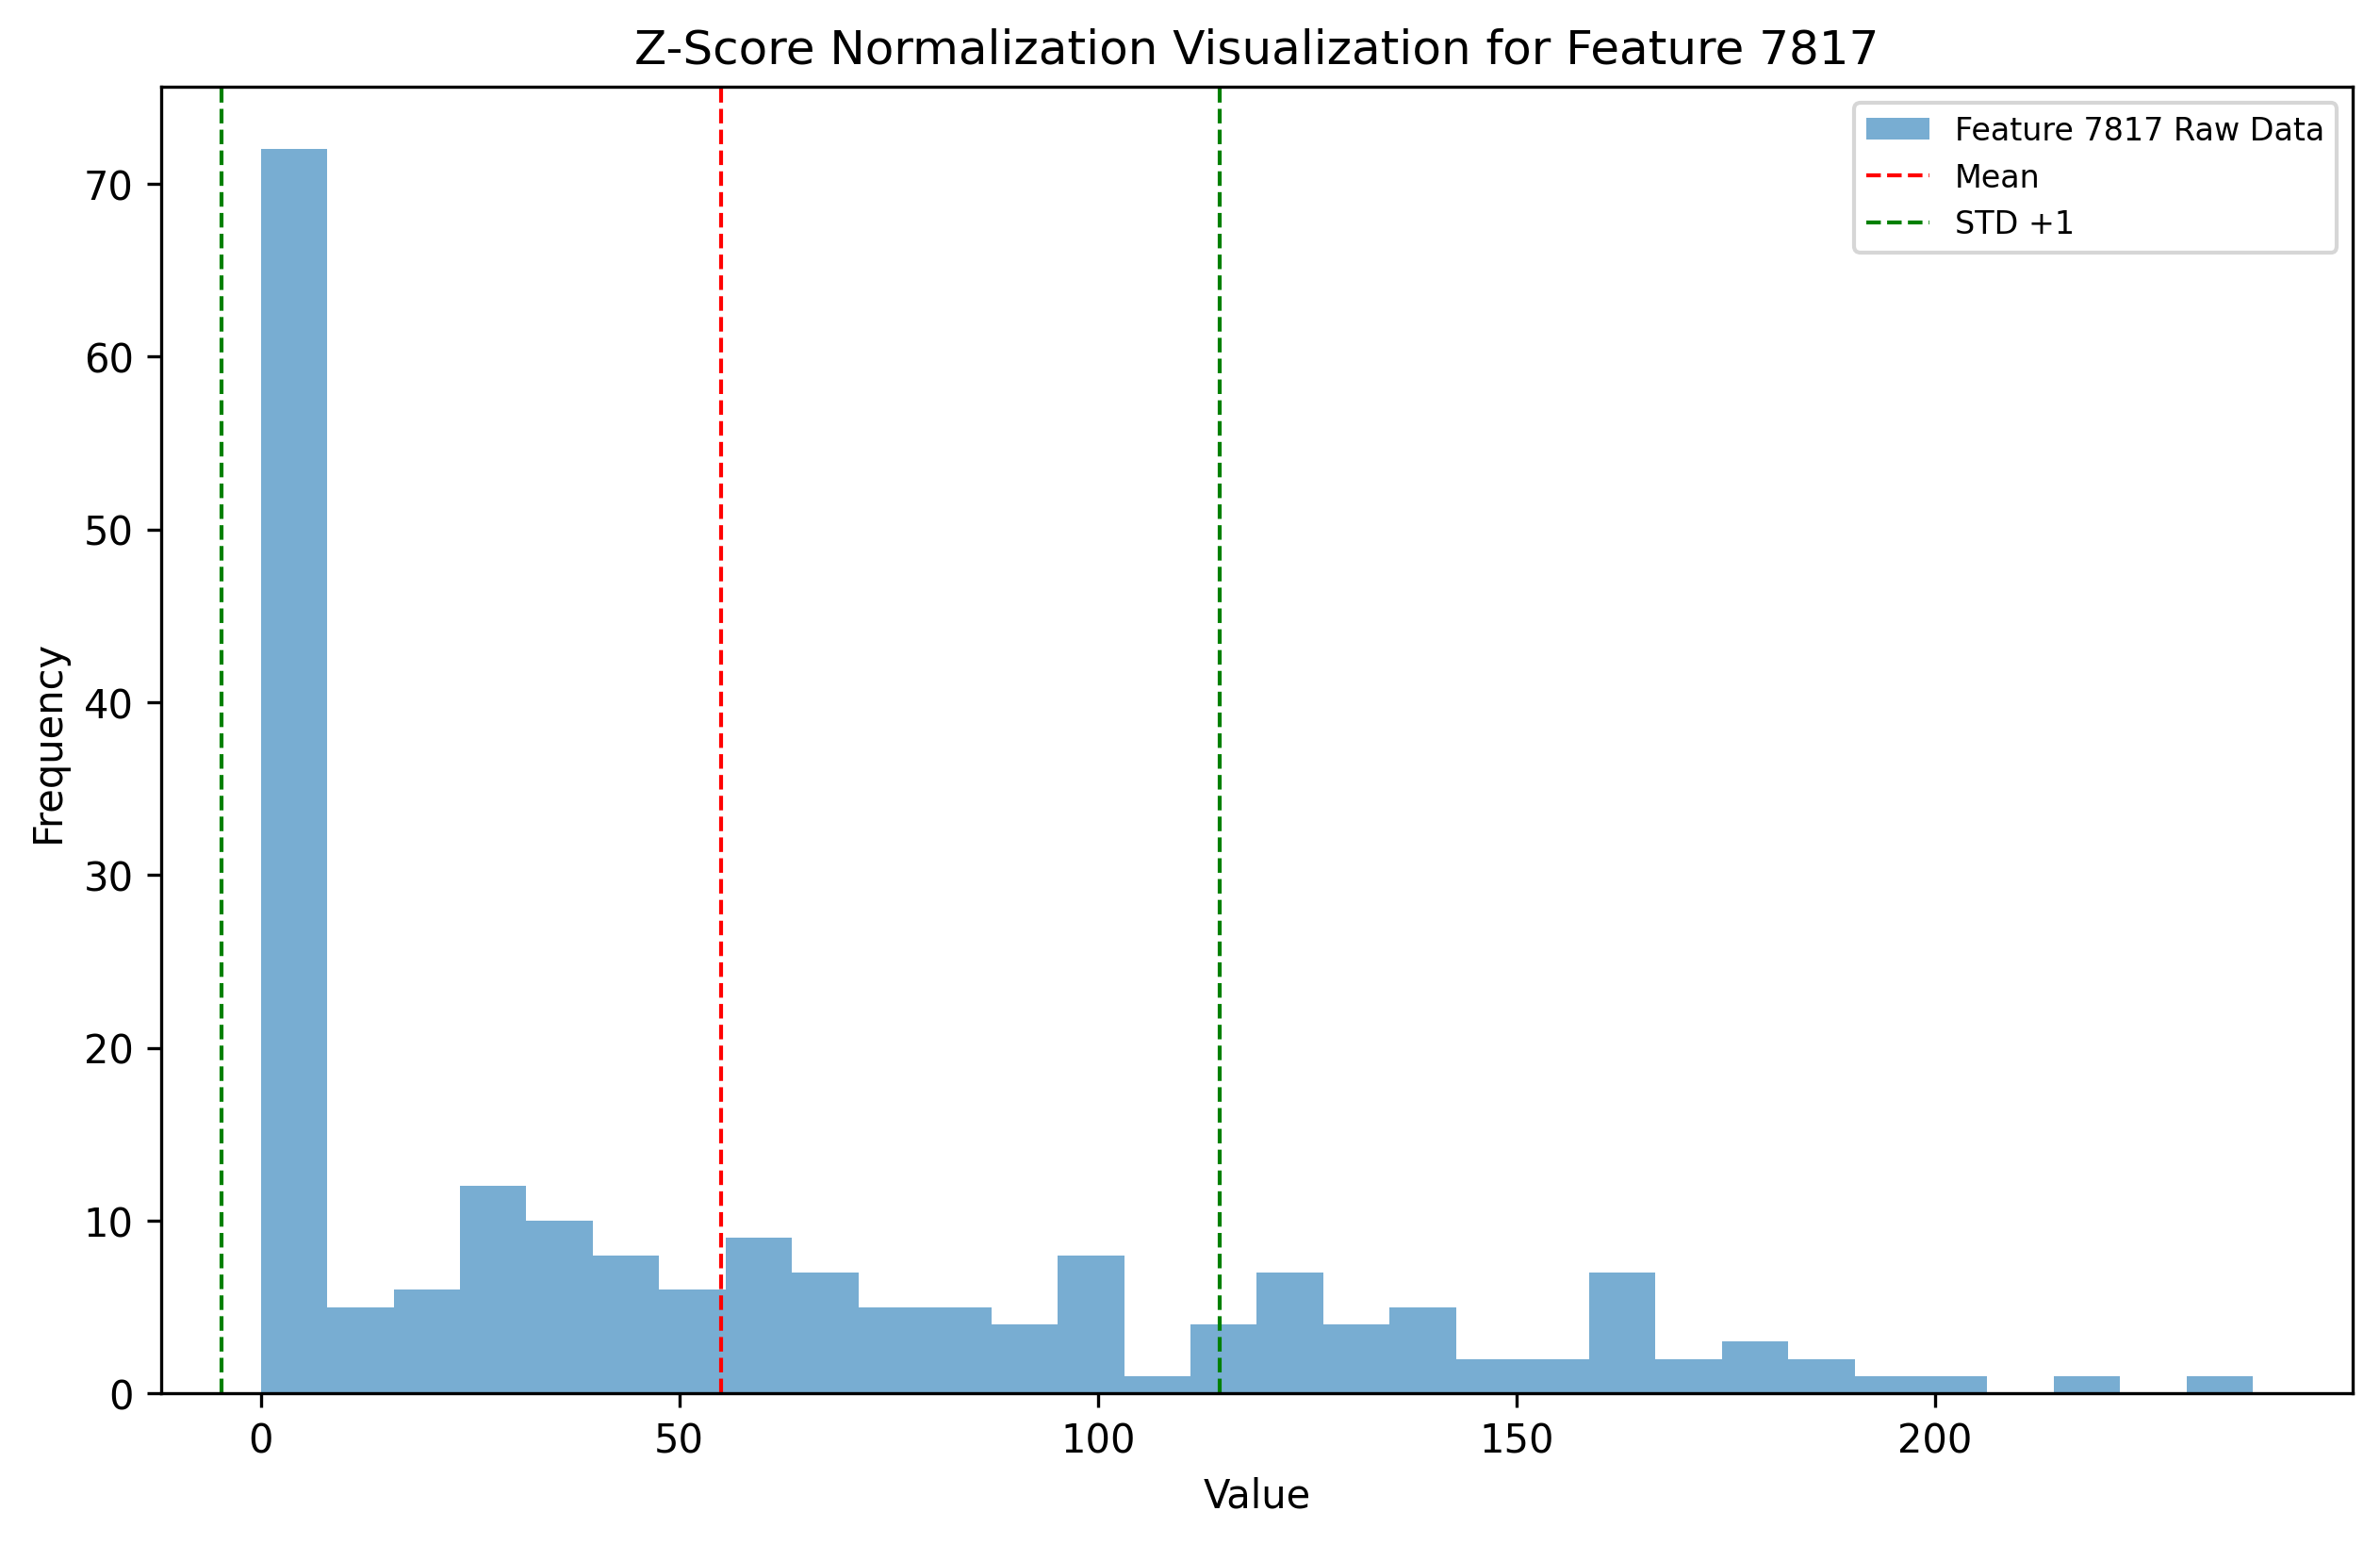 Z-Score Normalization Visualization for Feature 7817
Feature 7817 Raw Data
Mean
STD +1
70
60
50
40
30
20
10
0
Frequency
0 50 100 150 200
Value